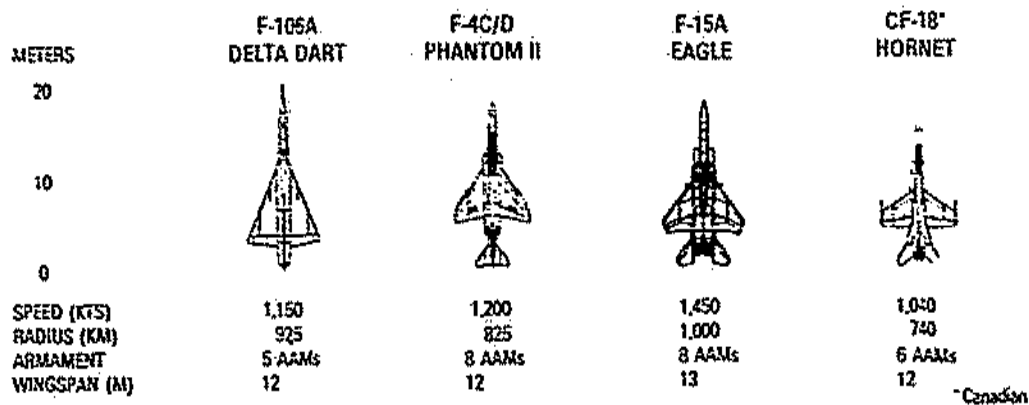 F-106A F-4C/D F-15A CF-18*
METERS DELTA DART PHANTOM II EAGLE HORNET
20
10
0
SPEED (KTS) 1,150 1,200 1,450 1,040
RADIUS (KM) 925 825 1,000 740
ARMAMENT 5 AAMs 8 AAMs 8 AAMs 6 AAMs
WINGSPAN (M) 12 12 13 12
*Canadian